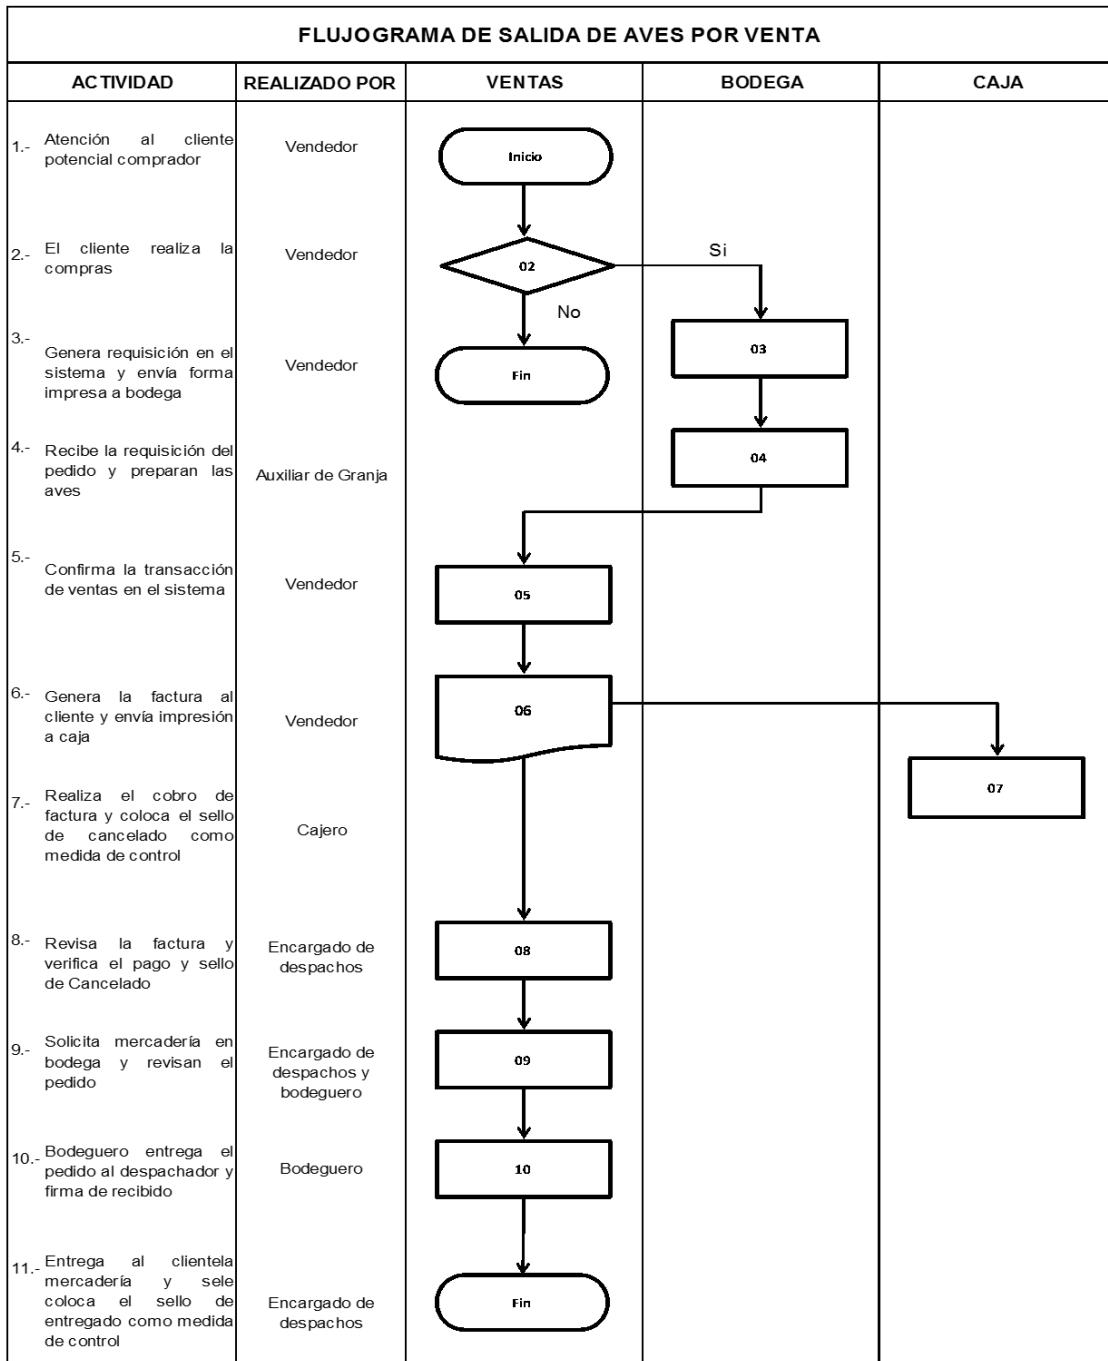 FLUJOGRAMA DE SALIDA DE AVES POR VENTA
ACTIVIDAD
REALIZADO POR
VENTAS
BODEGA
CAJA
1.- Atención al cliente
potencial comprador
Vendedor
Inicio
2.- El cliente realiza la
compras
Vendedor
02
Si
No
3.-
Genera requisición en el
sistema y envía forma
impresa a bodega
Vendedor
Fin
03
4.- Recibe la requisición del
pedido y preparan las
aves
Auxiliar de Granja
04
5.-
Confirma la transacción
de ventas en el sistema
Vendedor
05
6.- Genera la factura al
cliente y envía impresión
a caja
Vendedor
06
7.- Realiza el cobro de
factura y coloca el sello
de cancelado como
medida de control
Cajero
07
8.- Revisa la factura y
verifica el pago y sello
de Cancelado
Encargado de
despachos
08
9.- Solicita mercadería en
bodega y revisan el
pedido
Encargado de
despachos y
bodeguero
09
10.- Bodeguero entrega el
pedido al despachador y
firma de recibido
Bodeguero
10
11.- Entrega al clientela
mercadería y sele
coloca el sello de
entregado como medida
de control
Encargado de
despachos
Fin